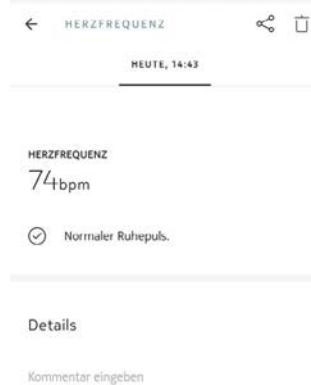 HERZFREQUENZ
HEUTE, 14:43
HERZFREQUENZ
74bpm
Normaler Ruhepuls.
Details
Kommentar eingeben